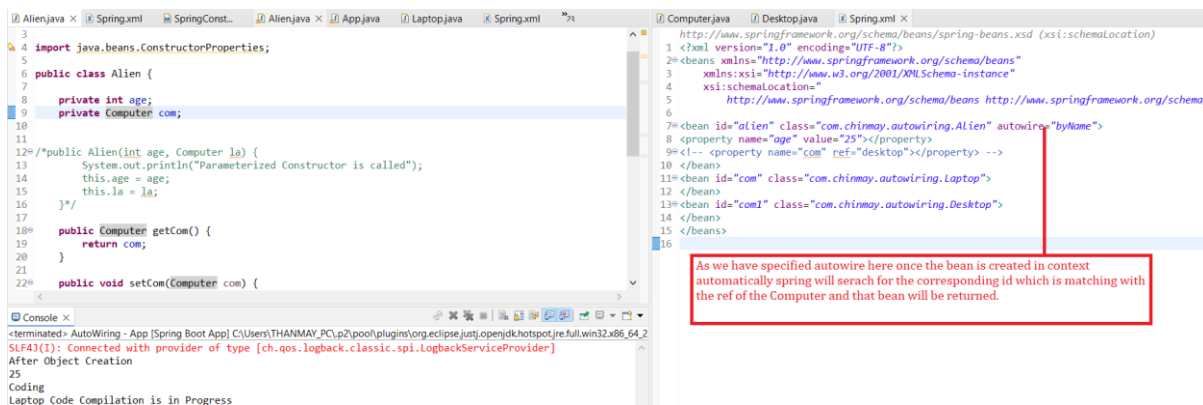 Alien.java × Spring.xml SpringConst... Alien.java × App.java Laptop.java Spring.xml »73
3
4 import java.beans.ConstructorProperties;
5
6 public class Alien {
7
8 private int age;
9 private Computer com;
10
11
12 /*public Alien(int age, Computer la) {
13 System.out.println("Parameterized Constructor is called");
14 this.age = age;
15 this.la = la;
16 }*/
17
18 public Computer getCom() {
19 return com;
20 }
21
22 public void setCom(Computer com) {
Console ×
<terminated> AutoWiring - App [Spring Boot App] C:\Users\THANMAY_PC\.p2\pool\plugins\org.eclipse.justj.openjdk.hotspot.jre.full.win32.x86_64_2
SLF4J(I): Connected with provider of type [ch.qos.logback.classic.spi.LogbackServiceProvider]
After Object Creation
25
Coding
Laptop Code Compilation is in Progress
Computer.java Desktop.java Spring.xml ×
http://www.springframework.org/schema/beans/spring-beans.xsd (xsi:schemaLocation)
1 <?xml version="1.0" encoding="UTF-8"?>
2 <beans xmlns="http://www.springframework.org/schema/beans"
3 xmlns:xsi="http://www.w3.org/2001/XMLSchema-instance"
4 xsi:schemaLocation="
5 http://www.springframework.org/schema/beans http://www.springframework.org/schema
6
7 <bean id="alien" class="com.chinmay.autowiring.Alien" autowire="byName">
8 <property name="age" value="25"></property>
9 <!-- <property name="com" ref="desktop"></property> -->
10 </bean>
11 <bean id="com" class="com.chinmay.autowiring.Laptop">
12 </bean>
13 <bean id="com1" class="com.chinmay.autowiring.Desktop">
14 </bean>
15 </beans>
16
As we have specified autowire here once the bean is created in context
automatically spring will serach for the corresponding id which is matching with
the ref of the Computer and that bean will be returned.